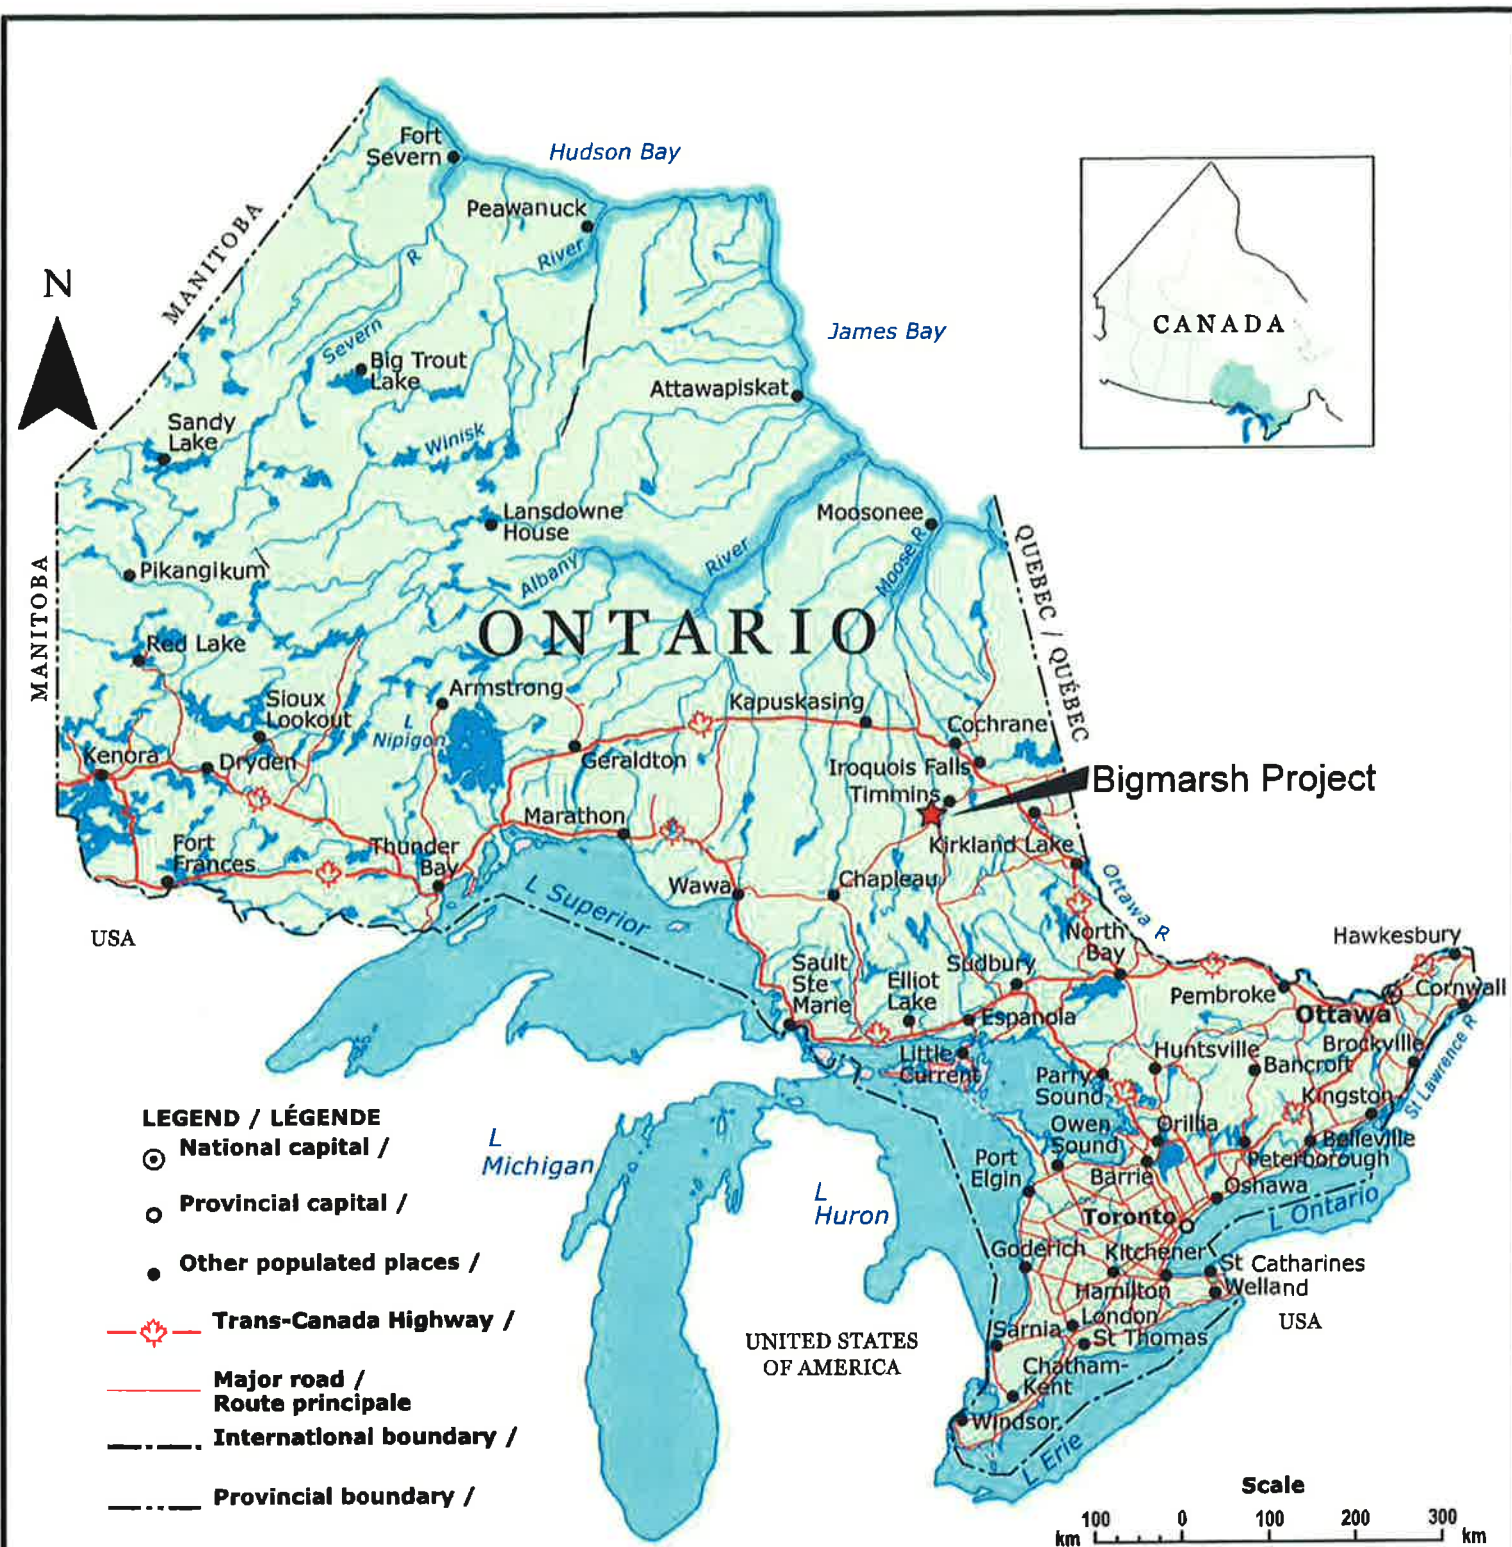 Hudson Bay
Fort
Severn
Peawanuck
River
MANITOBA
R
N
CANADA
James Bay
Severn
Big Trout
Lake
Attawapiskat
Sandy
Lake
Winisk
Lansdowne
House
Moosonee
QUEBEC / QUÉBEC
MANITOBA
Pikangikum
Albany
River
Moose R
ONTARIO
Red Lake
Armstrong
Sioux
Lookout
L
Nipigon
Kapuskasing
Cochrane
Kenora
Dryden
Geraldton
Iroquois Falls
Timmins
Bigmarsh Project
Marathon
Fort
Frances
Thunder
Bay
Kirkland Lake
Wawa
Chapleau
L Superior
Ottawa R
USA
North
Bay
Hawkesbury
Sault
Ste
Marie
Elliot
Lake
Sudbury
Pembroke
Cornwall
Ottawa
Espanola
Brockville
Little
Current
Huntsville
Bancroft
Parry
Sound
Kingston
St Lawrence R
Owen
Sound
Orillia
Belleville
Peterborough
Port
Elgin
Barrie
Oshawa
L Ontario
Toronto
L
Michigan
L
Huron
Goderich
Kitchener
St Catharines
Welland
Hamilton
London
USA
Sarnia
St Thomas
UNITED STATES
OF AMERICA
Chatham-
Kent
Windsor
L Erie
LEGEND / LÉGENDE
National capital /
Provincial capital /
Other populated places /
Trans-Canada Highway /
Major road /
Route principale
International boundary /
Provincial boundary /
Scale
100 0 100 200 300
km km